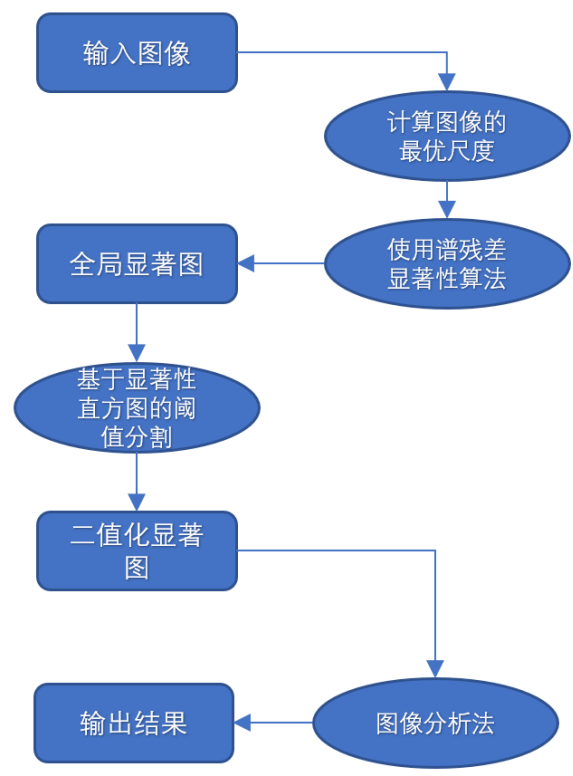 输入图像
计算图像的
最优尺度
使用谱残差
显著性算法
全局显著图
基于显著性
直方图的阈
值分割
二值化显著
图
图像分析法
输出结果